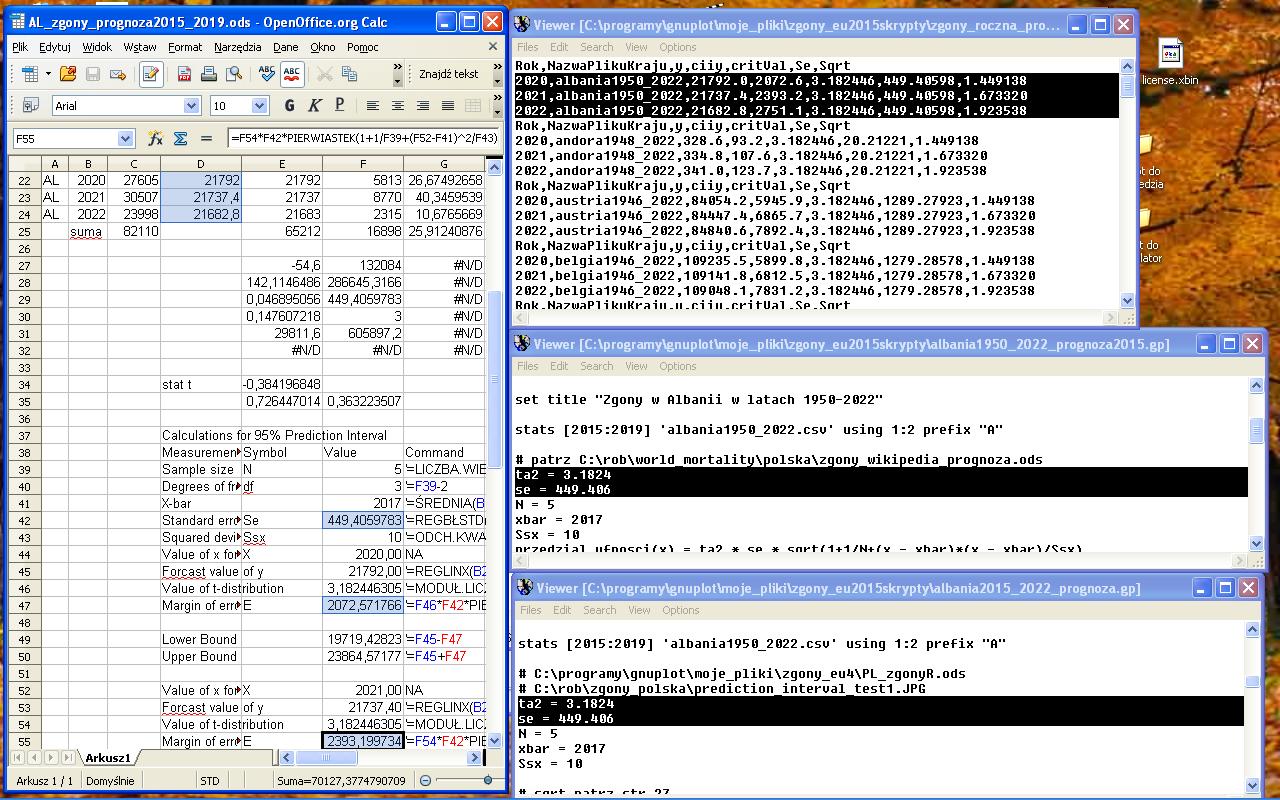 AL_zgony_prognoza2015_2019.ods - OpenOffice.org Calc
Plik Edytuj Widok Wstaw Format Narzędzia Dane Okno Pomoc
Znajdź tekst
Arial 10 G K P
F55 =F54*F42*PIERWIASTEK(1+1/F39+(F52-F41)^2/F43)
A B C D E F G
22 AL 2020 27605 21792 21792 5813 26,67492658
23 AL 2021 30507 21737,4 21737 8770 40,3459539
24 AL 2022 23998 21682,8 21683 2315 10,6765669
25 suma 82110 65212 16898 25,91240876
26
27 -54,6 132084 #N/D
28 142,1146486 286645,3166 #N/D
29 0,046895056 449,4059783 #N/D
30 0,147607218 3 #N/D
31 29811,6 605897,2 #N/D
32 #N/D #N/D #N/D
33
34 stat t -0,384196848
35 0,726447014 0,363223507
36
37 Calculations for 95% Prediction Interval
38 Measuremen Symbol Value Command
39 Sample size N 5 '=LICZBA.WIE
40 Degrees of fr df 3 '=F39-2
41 X-bar 2017 '=ŚREDNIA(B
42 Standard erro Se 449,4059783 '=REGBŁSTD(
43 Squared devi Ssx 10 '=ODCH.KWA
44 Value of x for X 2020,00 NA
45 Forcast value of y 21792,00 '=REGLINX(B2
46 Value of t-distribution 3,182446305 '=MODUŁ.LIC
47 Margin of erro E 2072,571766 '=F46*F42*PIE
48
49 Lower Bound 19719,42823 '=F45-F47
50 Upper Bound 23864,57177 '=F45+F47
51
52 Value of x for X 2021,00 NA
53 Forcast value of y 21737,40 '=REGLINX(B2
54 Value of t-distribution 3,182446305 '=MODUŁ.LIC
55 Margin of erro E 2393,199734 '=F54*F42*PIE
Arkusz1
Arkusz 1 / 1 Domyślnie STD Suma=70127,3774790709
Viewer [C:\programy\gnuplot\moje_pliki\zgony_eu2015skrypty\zgony_roczna_pro...
Files Edit Search View Options
Rok,NazwaPlikuKraju,y,ciiy,critVal,Se,Sqrt
2020,albania1950_2022,21792.0,2072.6,3.182446,449.40598,1.449138
2021,albania1950_2022,21737.4,2393.2,3.182446,449.40598,1.673320
2022,albania1950_2022,21682.8,2751.1,3.182446,449.40598,1.923538
Rok,NazwaPlikuKraju,y,ciiy,critVal,Se,Sqrt
2020,andora1948_2022,328.6,93.2,3.182446,20.21221,1.449138
2021,andora1948_2022,334.8,107.6,3.182446,20.21221,1.673320
2022,andora1948_2022,341.0,123.7,3.182446,20.21221,1.923538
Rok,NazwaPlikuKraju,y,ciiy,critVal,Se,Sqrt
2020,austria1946_2022,84054.2,5945.9,3.182446,1289.27923,1.449138
2021,austria1946_2022,84447.4,6865.7,3.182446,1289.27923,1.673320
2022,austria1946_2022,84840.6,7892.4,3.182446,1289.27923,1.923538
Rok,NazwaPlikuKraju,y,ciiy,critVal,Se,Sqrt
2020,belgia1946_2022,109235.5,5899.8,3.182446,1279.28578,1.449138
2021,belgia1946_2022,109141.8,6812.5,3.182446,1279.28578,1.673320
2022,belgia1946_2022,109048.1,7831.2,3.182446,1279.28578,1.923538
Rok,NazwaPlikuKraju,y,ciiy,critVal,Se,Sqrt
Viewer [C:\programy\gnuplot\moje_pliki\zgony_eu2015skrypty\albania1950_2022_prognoza2015.gp]
Files Edit Search View Options
set title "Zgony w Albanii w latach 1950-2022"
stats [2015:2019] 'albania1950_2022.csv' using 1:2 prefix "A"
# patrz C:\rob\world_mortality\polska\zgony_wikipedia_prognoza.ods
ta2 = 3.1824
se = 449.406
N = 5
xbar = 2017
Ssx = 10
przedzial_ufnosci(x) = ta2 * se * sqrt(1+1/N+(x - xbar)*(x - xbar)/Ssx)
Viewer [C:\programy\gnuplot\moje_pliki\zgony_eu2015skrypty\albania2015_2022_prognoza.gp]
Files Edit Search View Options
stats [2015:2019] 'albania1950_2022.csv' using 1:2 prefix "A"
# C:\programy\gnuplot\moje_pliki\zgony_eu4\PL_zgonyR.ods
# C:\rob\zgony_polska\prediction_interval_test1.JPG
ta2 = 3.1824
se = 449.406
N = 5
xbar = 2017
Ssx = 10
# sqrt patrz str 27
license.xbin
t do
edzia
t do
lator